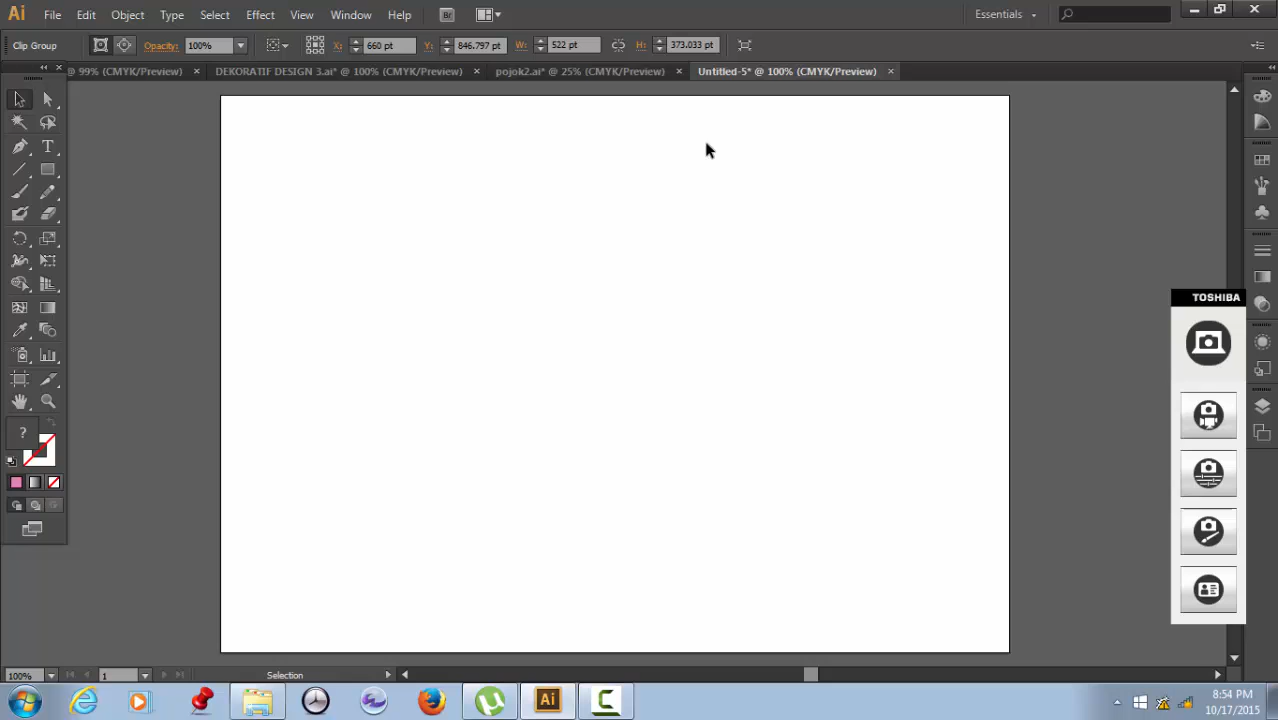 Ai File Edit Object Type Select Effect View Window Help Br Essentials
Clip Group Opacity: 100% X: 660 pt Y: 846.797 pt W: 522 pt H: 373.033 pt
@ 99% (CMYK/Preview) × DEKORATIF DESIGN 3.ai* @ 100% (CMYK/Preview) × pojok2.ai* @ 25% (CMYK/Preview) × Untitled-5* @ 100% (CMYK/Preview) ×
T
TOSHIBA
?
100% 1 Selection
Ai C
8:54 PM
10/17/2015